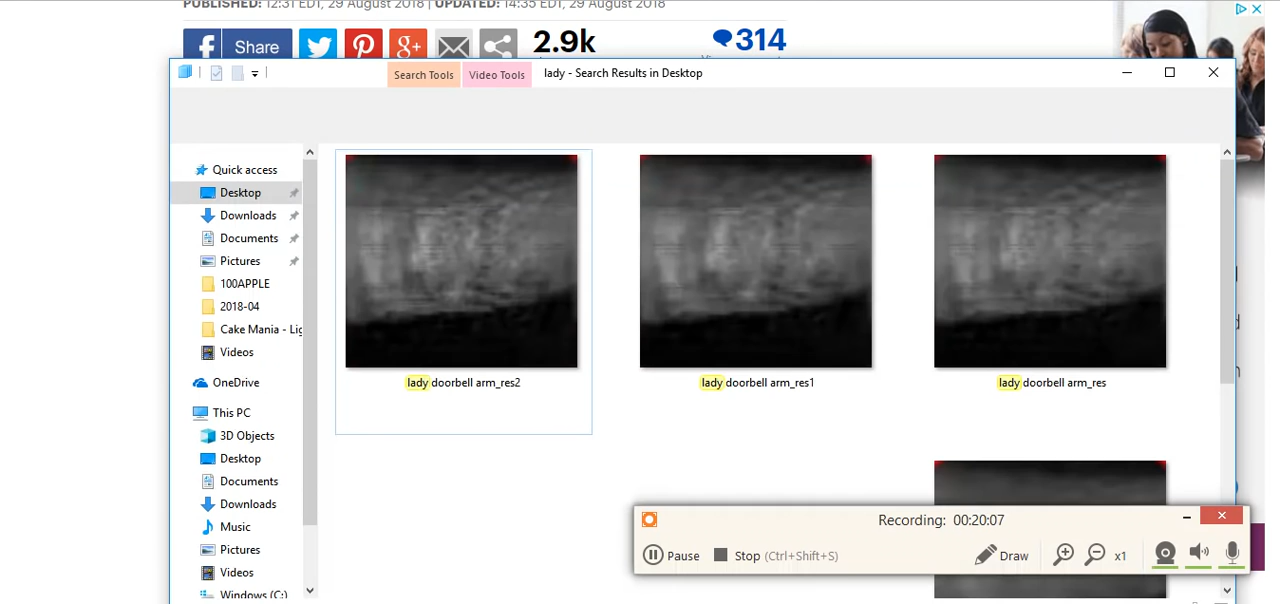 PUBLISHED: 12:31 EDT, 29 August 2018 | UPDATED: 14:35 EDT, 29 August 2018
Share
2.9k
314
Search Tools
Video Tools
lady - Search Results in Desktop
Quick access
Desktop
Downloads
Documents
Pictures
100APPLE
2018-04
Cake Mania - Lig
Videos
OneDrive
This PC
3D Objects
Desktop
Documents
Downloads
Music
Pictures
Videos
Windows (C:)
lady doorbell arm_res2
lady doorbell arm_res1
lady doorbell arm_res
Recording: 00:20:07
Pause
Stop (Ctrl+Shift+S)
Draw
x1